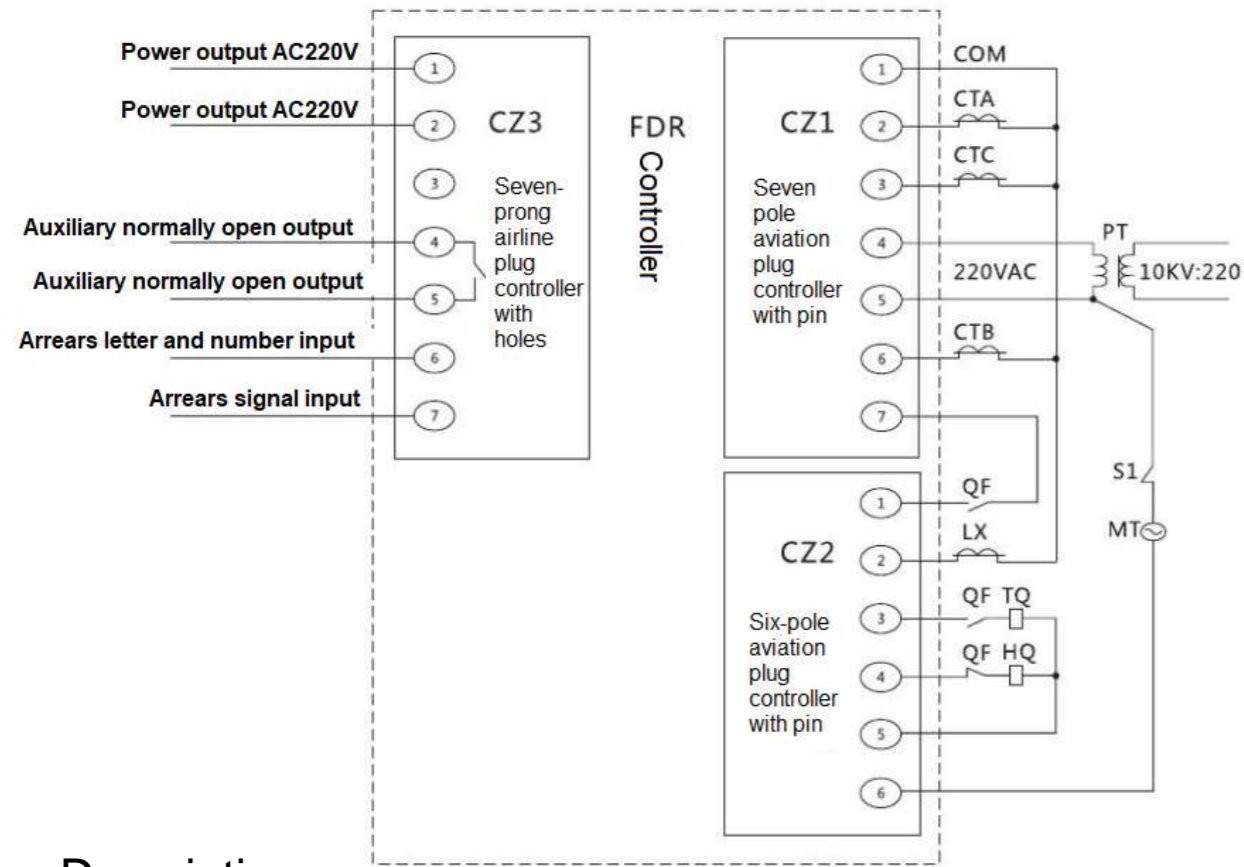 Power output AC220V
1
Power output AC220V
2
3
Auxiliary normally open output
4
Auxiliary normally open output
5
Arrears letter and number input
6
Arrears signal input
7
CZ3
Seven-
prong
airline
plug
controller
with
holes
FDR
Controller
CZ1
Seven
pole
aviation
plug
controller
with pin
1
2
3
4
5
6
7
COM
CTA
CTC
220VAC
CTB
PT
10KV:220
S1
MT
CZ2
Six-pole
aviation
plug
controller
with pin
1
2
3
4
5
6
QF
LX
QF TQ
QF HQ